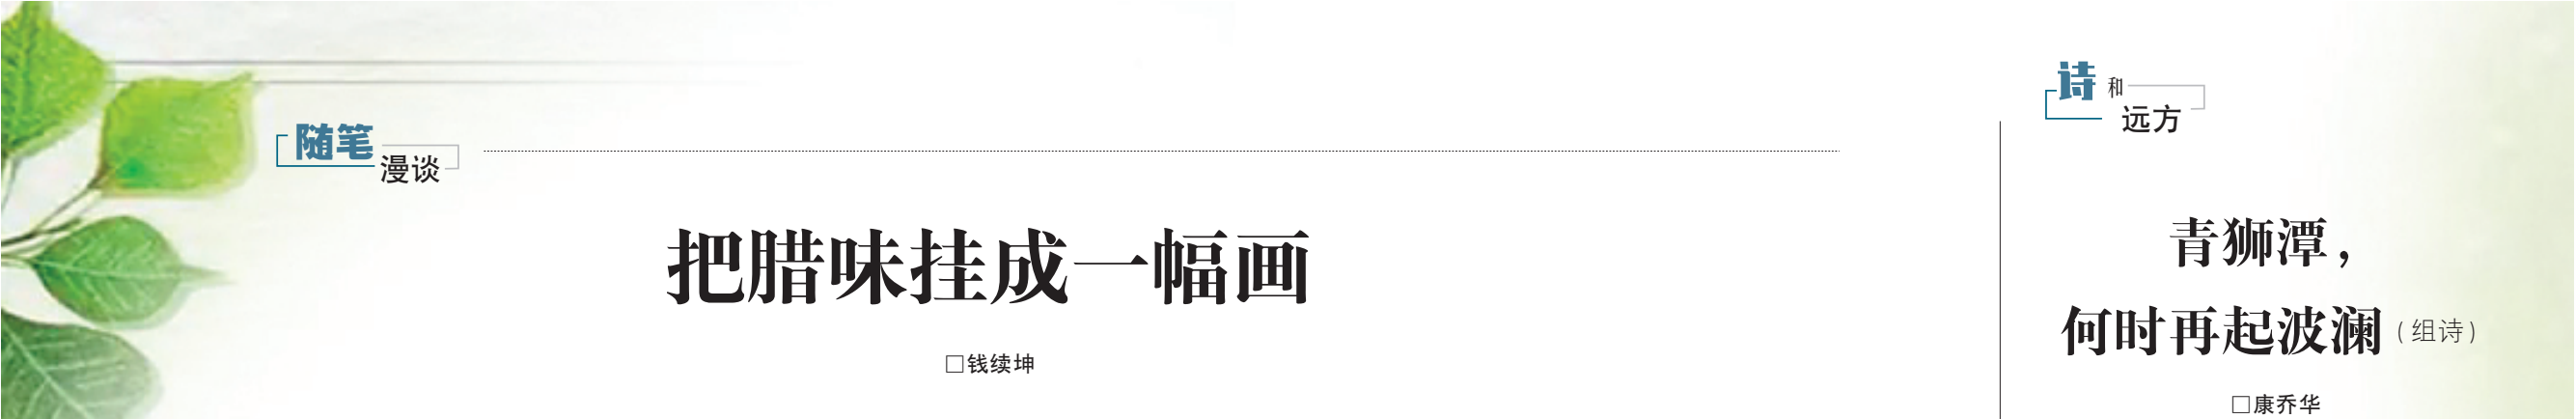 随笔
漫谈
把腊味挂成一幅画
□钱续坤
诗和
远方
青狮潭，
何时再起波澜（组诗）
□康乔华